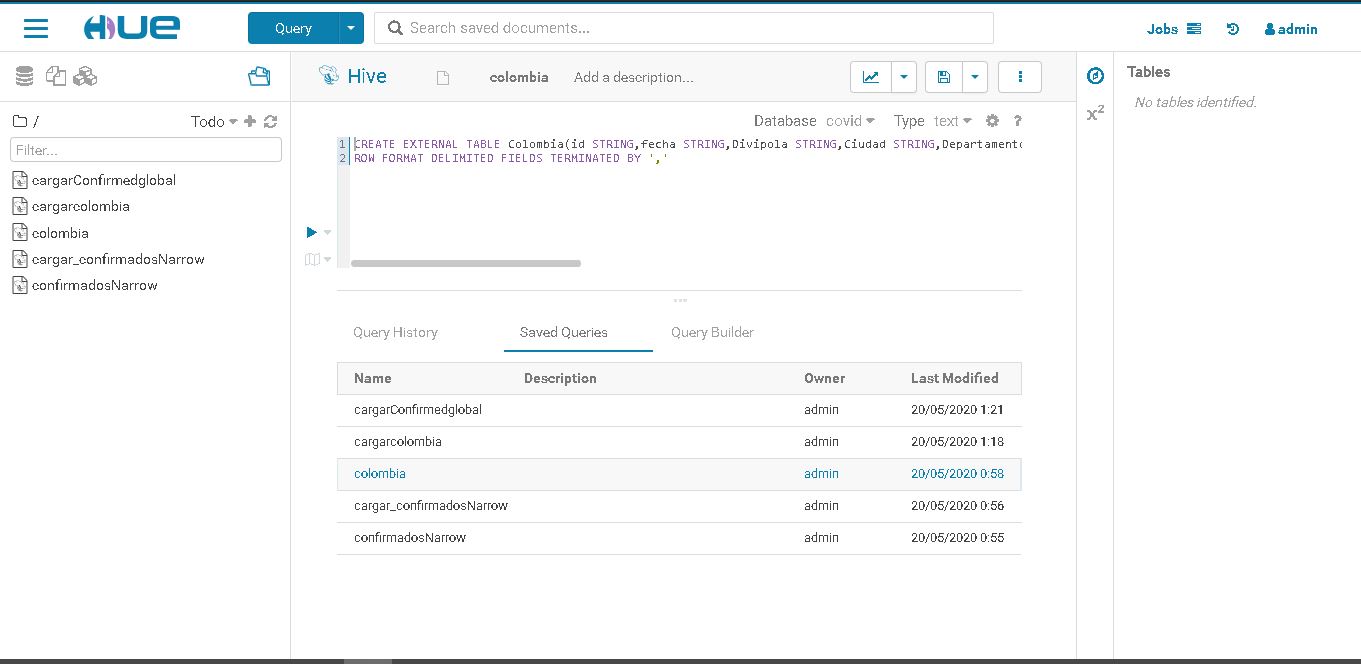 HUE
Query
Search saved documents...
Jobs
admin
Hive
colombia
Add a description...
Tables
No tables identified.
x2
/
Todo
Filter...
cargarConfirmedglobal
cargarcolombia
colombia
cargar_confirmadosNarrow
confirmadosNarrow
Database covid Type text ?
1 CREATE EXTERNAL TABLE Colombia(id STRING,fecha STRING,Divipola STRING,Ciudad STRING,Departamento
2 ROW FORMAT DELIMITED FIELDS TERMINATED BY ','
Query History Saved Queries Query Builder
Name Description Owner Last Modified
cargarConfirmedglobal admin 20/05/2020 1:21
cargarcolombia admin 20/05/2020 1:18
colombia admin 20/05/2020 0:58
cargar_confirmadosNarrow admin 20/05/2020 0:56
confirmadosNarrow admin 20/05/2020 0:55